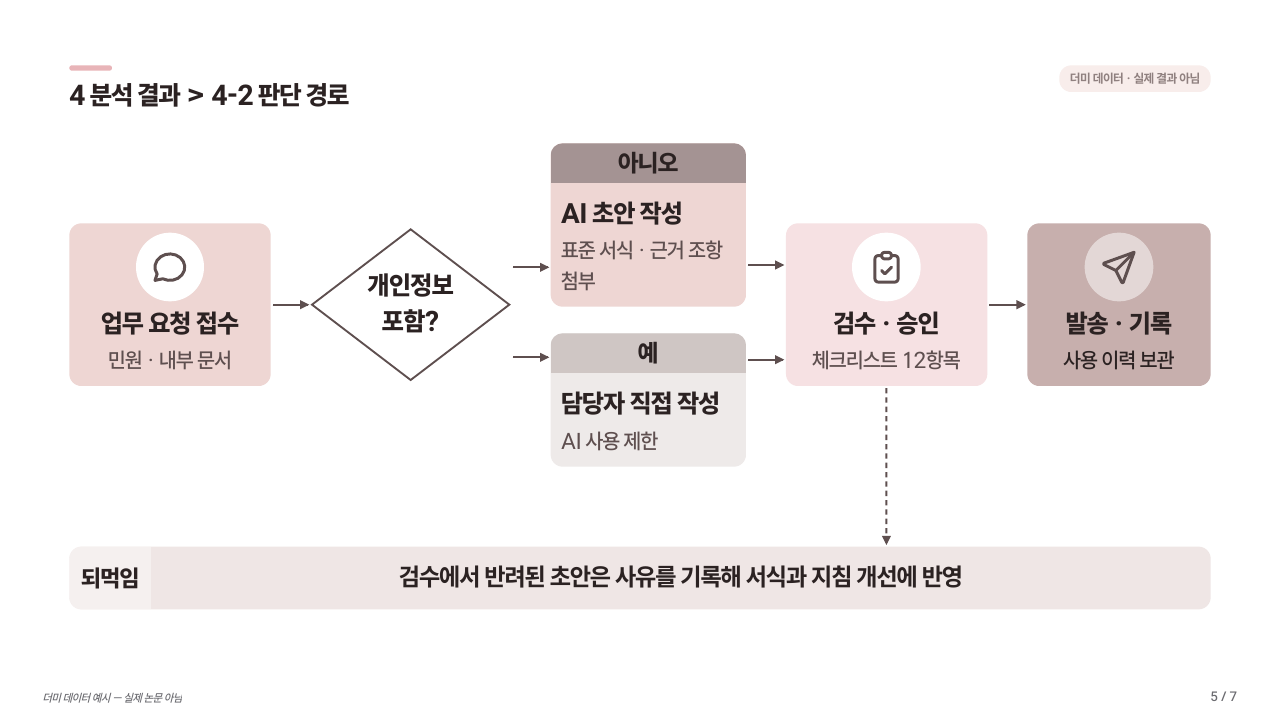 4 분석 결과 > 4-2 판단 경로
더미 데이터 · 실제 결과 아님
업무 요청 접수
민원 · 내부 문서
개인정보
포함?
아니오
AI 초안 작성
표준 서식 · 근거 조항
첨부
예
담당자 직접 작성
AI 사용 제한
검수 · 승인
체크리스트 12항목
발송 · 기록
사용 이력 보관
되먹임
검수에서 반려된 초안은 사유를 기록해 서식과 지침 개선에 반영
더미 데이터 예시 — 실제 논문 아님
5 / 7